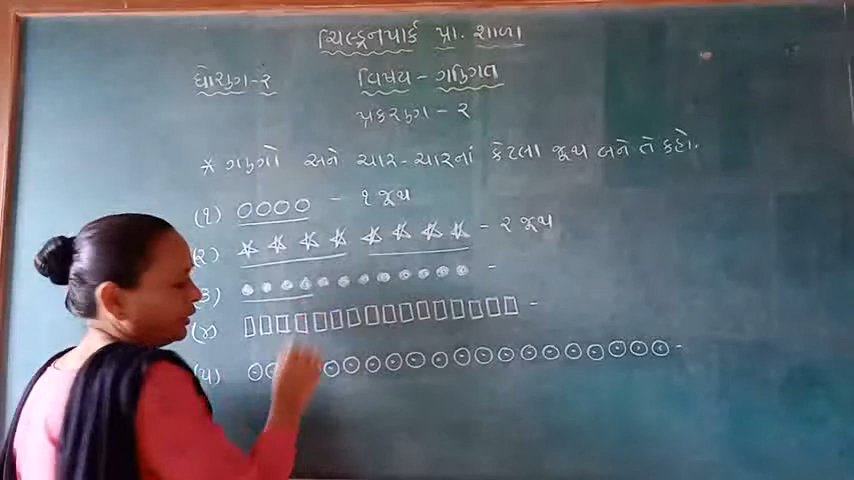 ચિલ્ડ્રનપાર્ક પ્રા. શાળા
ધોરણ-૨ વિષય - ગણિત
પ્રકરણ - ૨
* ગણો અને ચાર-ચારનાં કેટલા જૂથ બને તે કહો.
(૧) - ૧ જૂથ
(૨) - ૨ જૂથ
(૩) -
(૪) -
(૫) -